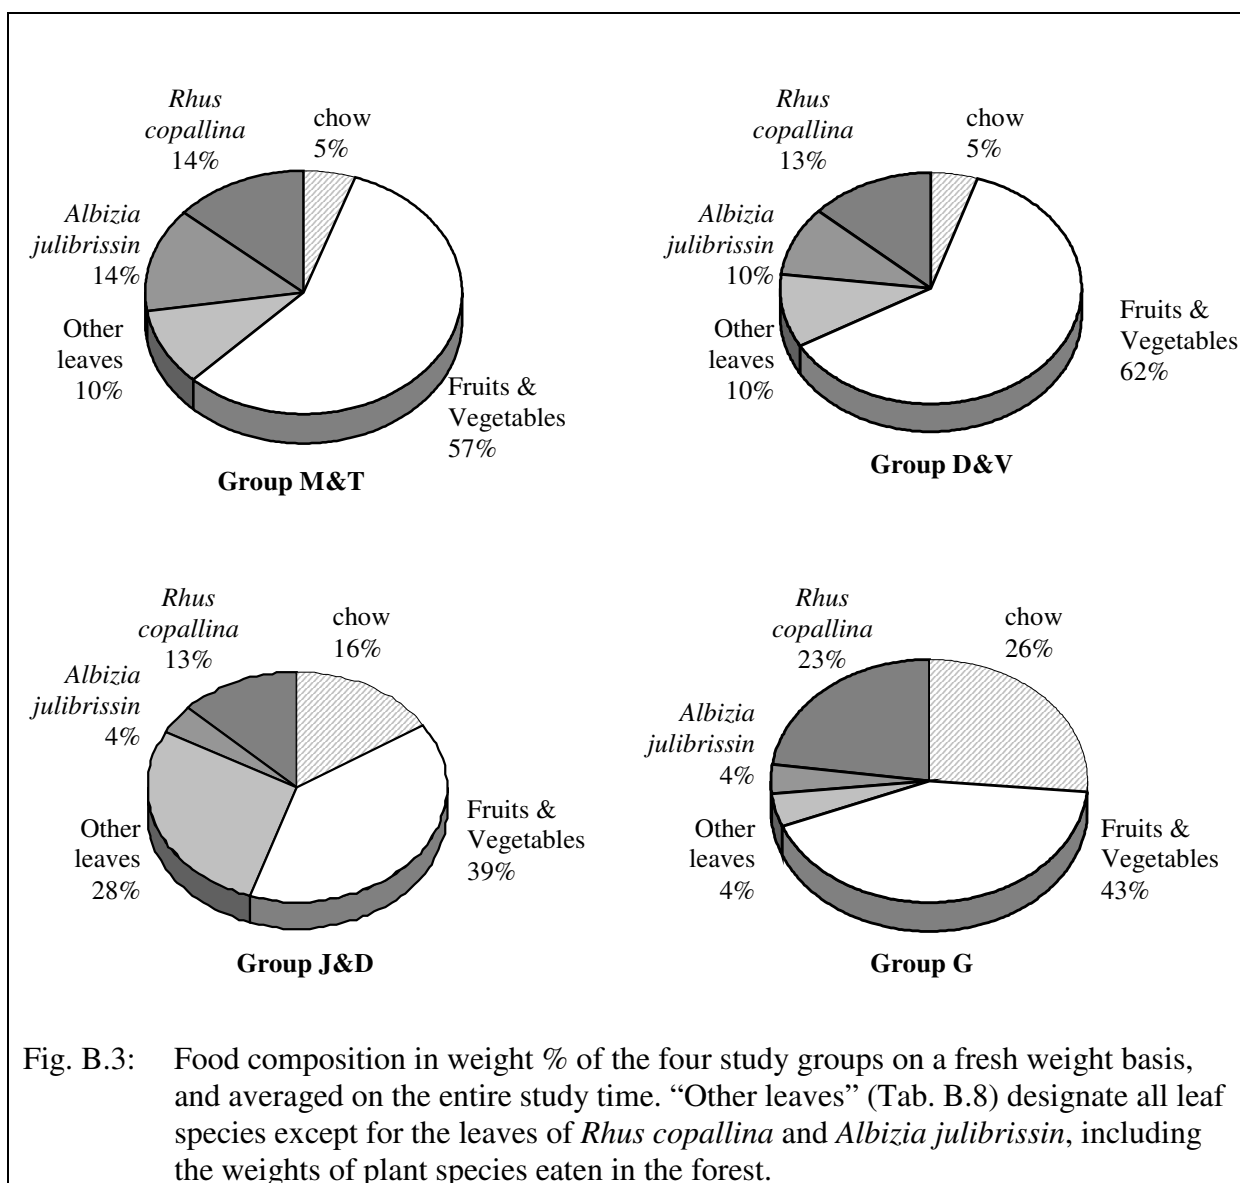 Rhus
copallina
14%
chow
5%
Albizia
julibrissin
14%
Other
leaves
10%
Fruits &
Vegetables
57%
Group M&T
Rhus
copallina
13%
chow
5%
Albizia
julibrissin
10%
Other
leaves
10%
Fruits &
Vegetables
62%
Group D&V
Rhus
copallina
13%
chow
16%
Albizia
julibrissin
4%
Other
leaves
28%
Fruits &
Vegetables
39%
Group J&D
Rhus
copallina
23%
chow
26%
Albizia
julibrissin
4%
Other
leaves
4%
Fruits &
Vegetables
43%
Group G
Fig. B.3: Food composition in weight % of the four study groups on a fresh weight basis,
and averaged on the entire study time. “Other leaves” (Tab. B.8) designate all leaf
species except for the leaves of Rhus copallina and Albizia julibrissin, including
the weights of plant species eaten in the forest.